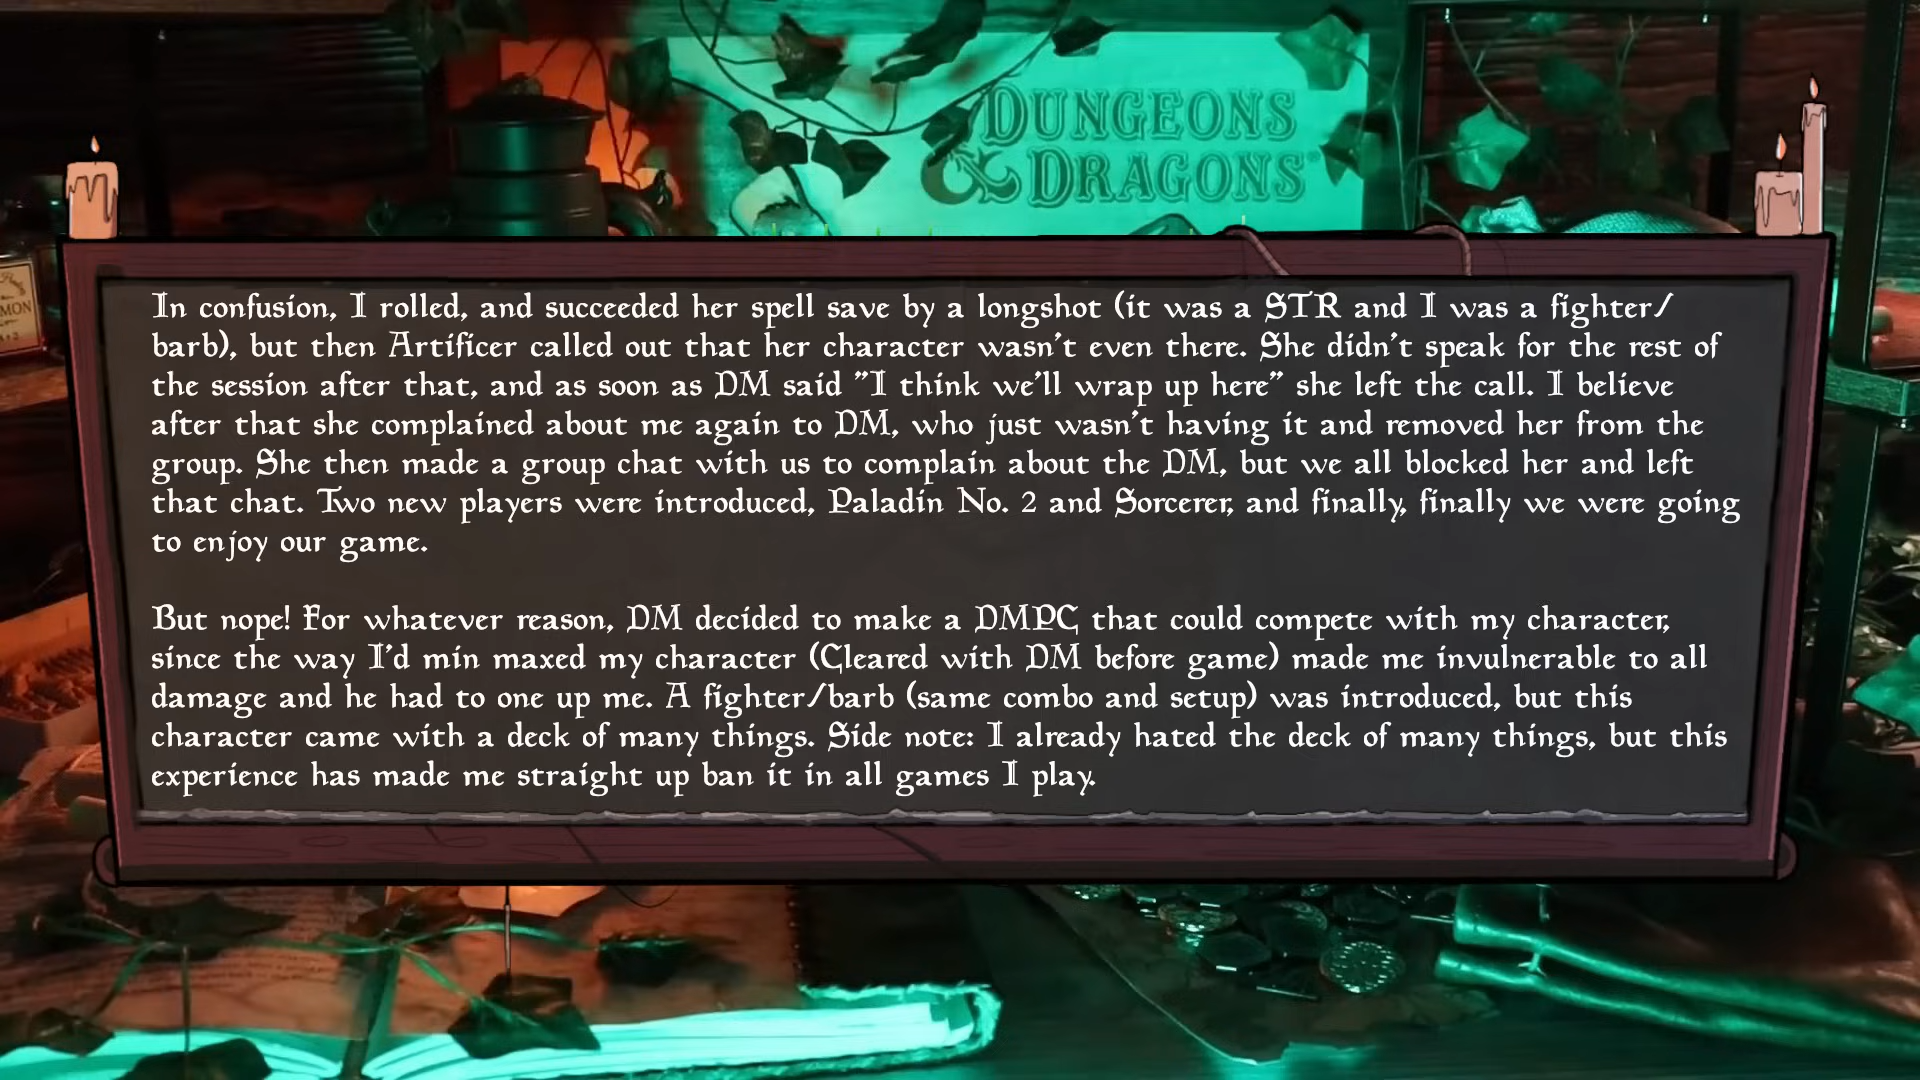 DUNGEONS
& DRAGONS®
MON
In confusion, I rolled, and succeeded her spell save by a longshot (it was a STR and I was a fighter/
barb), but then Artificer called out that her character wasn't even there. She didn't speak for the rest of
the session after that, and as soon as DM said "I think we'll wrap up here" she left the call. I believe
after that she complained about me again to DM, who just wasn't having it and removed her from the
group. She then made a group chat with us to complain about the DM, but we all blocked her and left
that chat. Two new players were introduced, Paladin No. 2 and Sorcerer, and finally, finally we were going
to enjoy our game.
But nope! For whatever reason, DM decided to make a DMPC that could compete with my character,
since the way I'd min maxed my character (Cleared with DM before game) made me invulnerable to all
damage and he had to one up me. A fighter/barb (same combo and setup) was introduced, but this
character came with a deck of many things. Side note: I already hated the deck of many things, but this
experience has made me straight up ban it in all games I play.